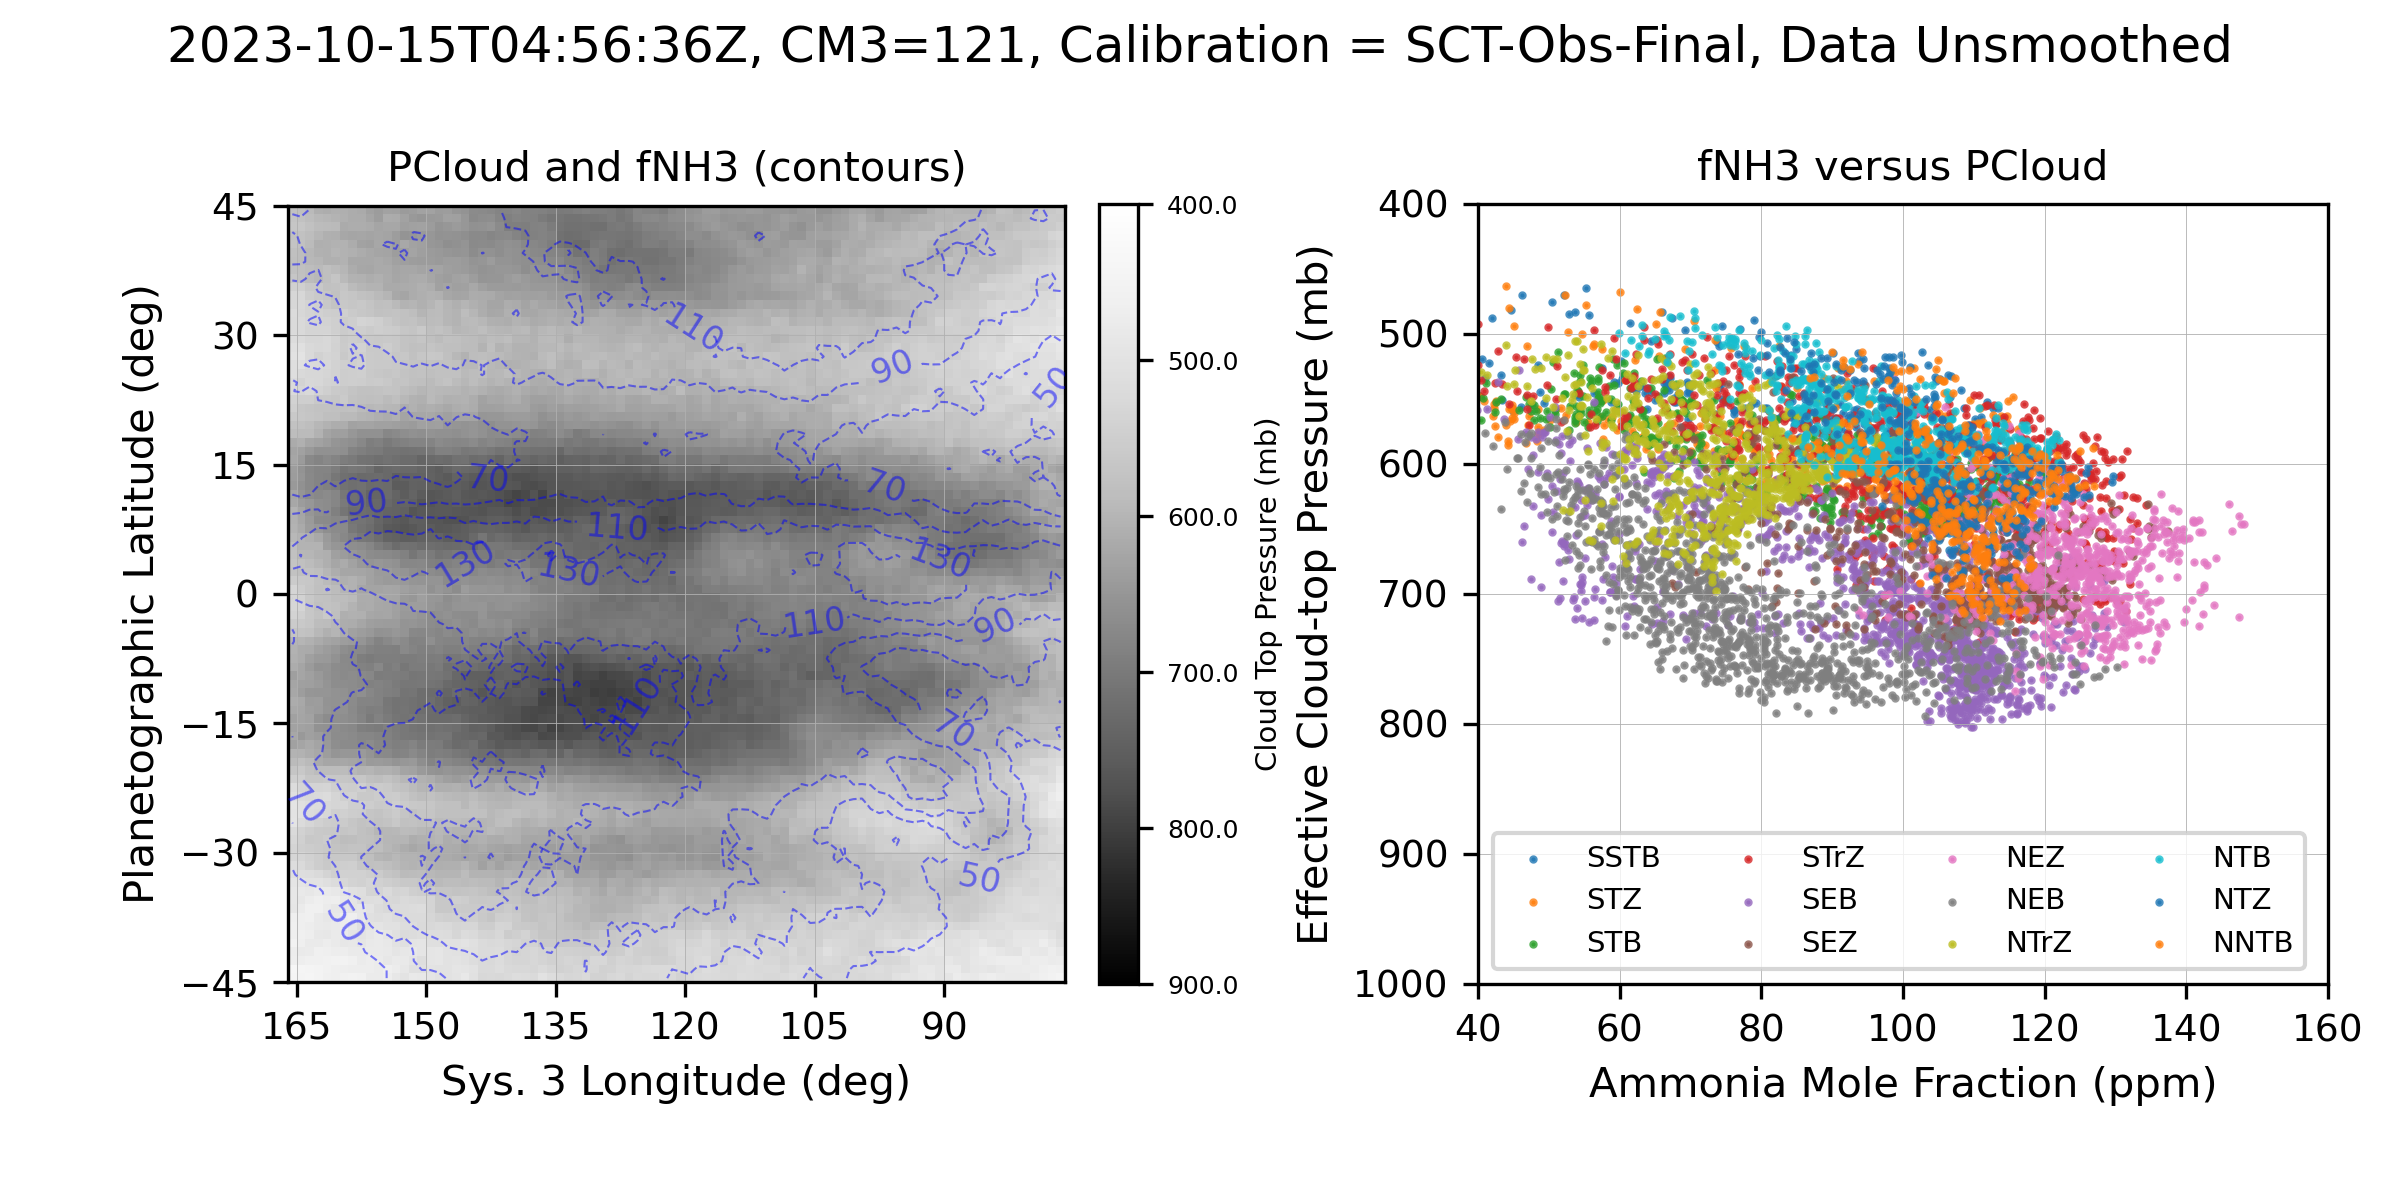 2023-10-15T04:56:36Z, CM3=121, Calibration = SCT-Obs-Final, Data Unsmoothed
PCloud and fNH3 (contours)
Planetographic Latitude (deg)
45
30
15
0
−15
−30
−45
165
150
135
120
105
90
Sys. 3 Longitude (deg)
110
90
50
70
70
90
110
130
130
130
110
90
110
70
70
50
50
400.0
500.0
600.0
700.0
800.0
900.0
Cloud Top Pressure (mb)
fNH3 versus PCloud
Effective Cloud-top Pressure (mb)
400
500
600
700
800
900
1000
40
60
80
100
120
140
160
Ammonia Mole Fraction (ppm)
SSTB
STZ
STB
STrZ
SEB
SEZ
NEZ
NEB
NTrZ
NTB
NTZ
NNTB